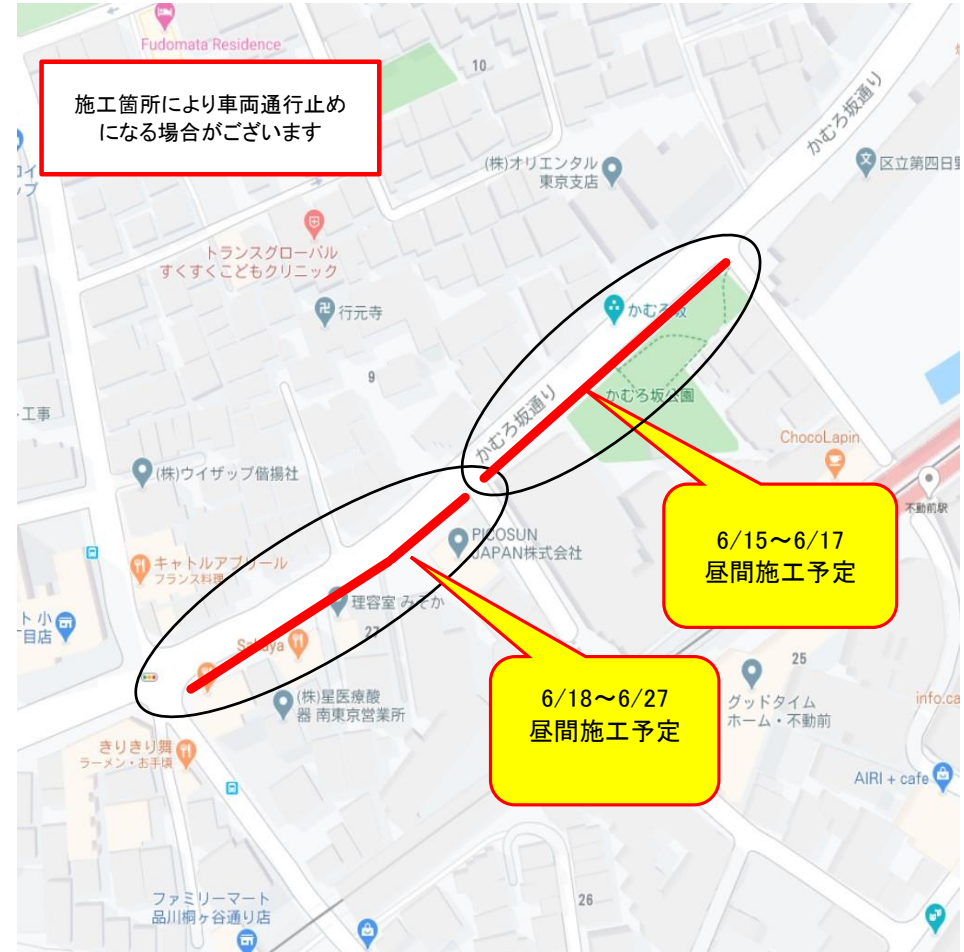 Fudomata Residence
施工箇所により車両通行止め
になる場合がございます
10
かむろ坂通り
(株)オリエンタル
東京支店
区立第四日野
トランスグローバル
すくすくこどもクリニック
行元寺
かむろ坂
9
かむろ坂公園
かむろ坂通り
工事
ChocoLapin
(株)ウイザップ偕揚社
不動前駅
6/15～6/17
昼間施工予定
PICOSUN
JAPAN株式会社
キャトルアブリール
フランス料理
理容室 みそか
ト 小
丁目店
27
25
6/18～6/27
昼間施工予定
(株)星医療酸
器 南東京営業所
グッドタイム
ホーム・不動前
info.ca
きりきり舞
ラーメン・お手頃
AIRI + cafe
ファミリーマート
品川桐ヶ谷通り店
26